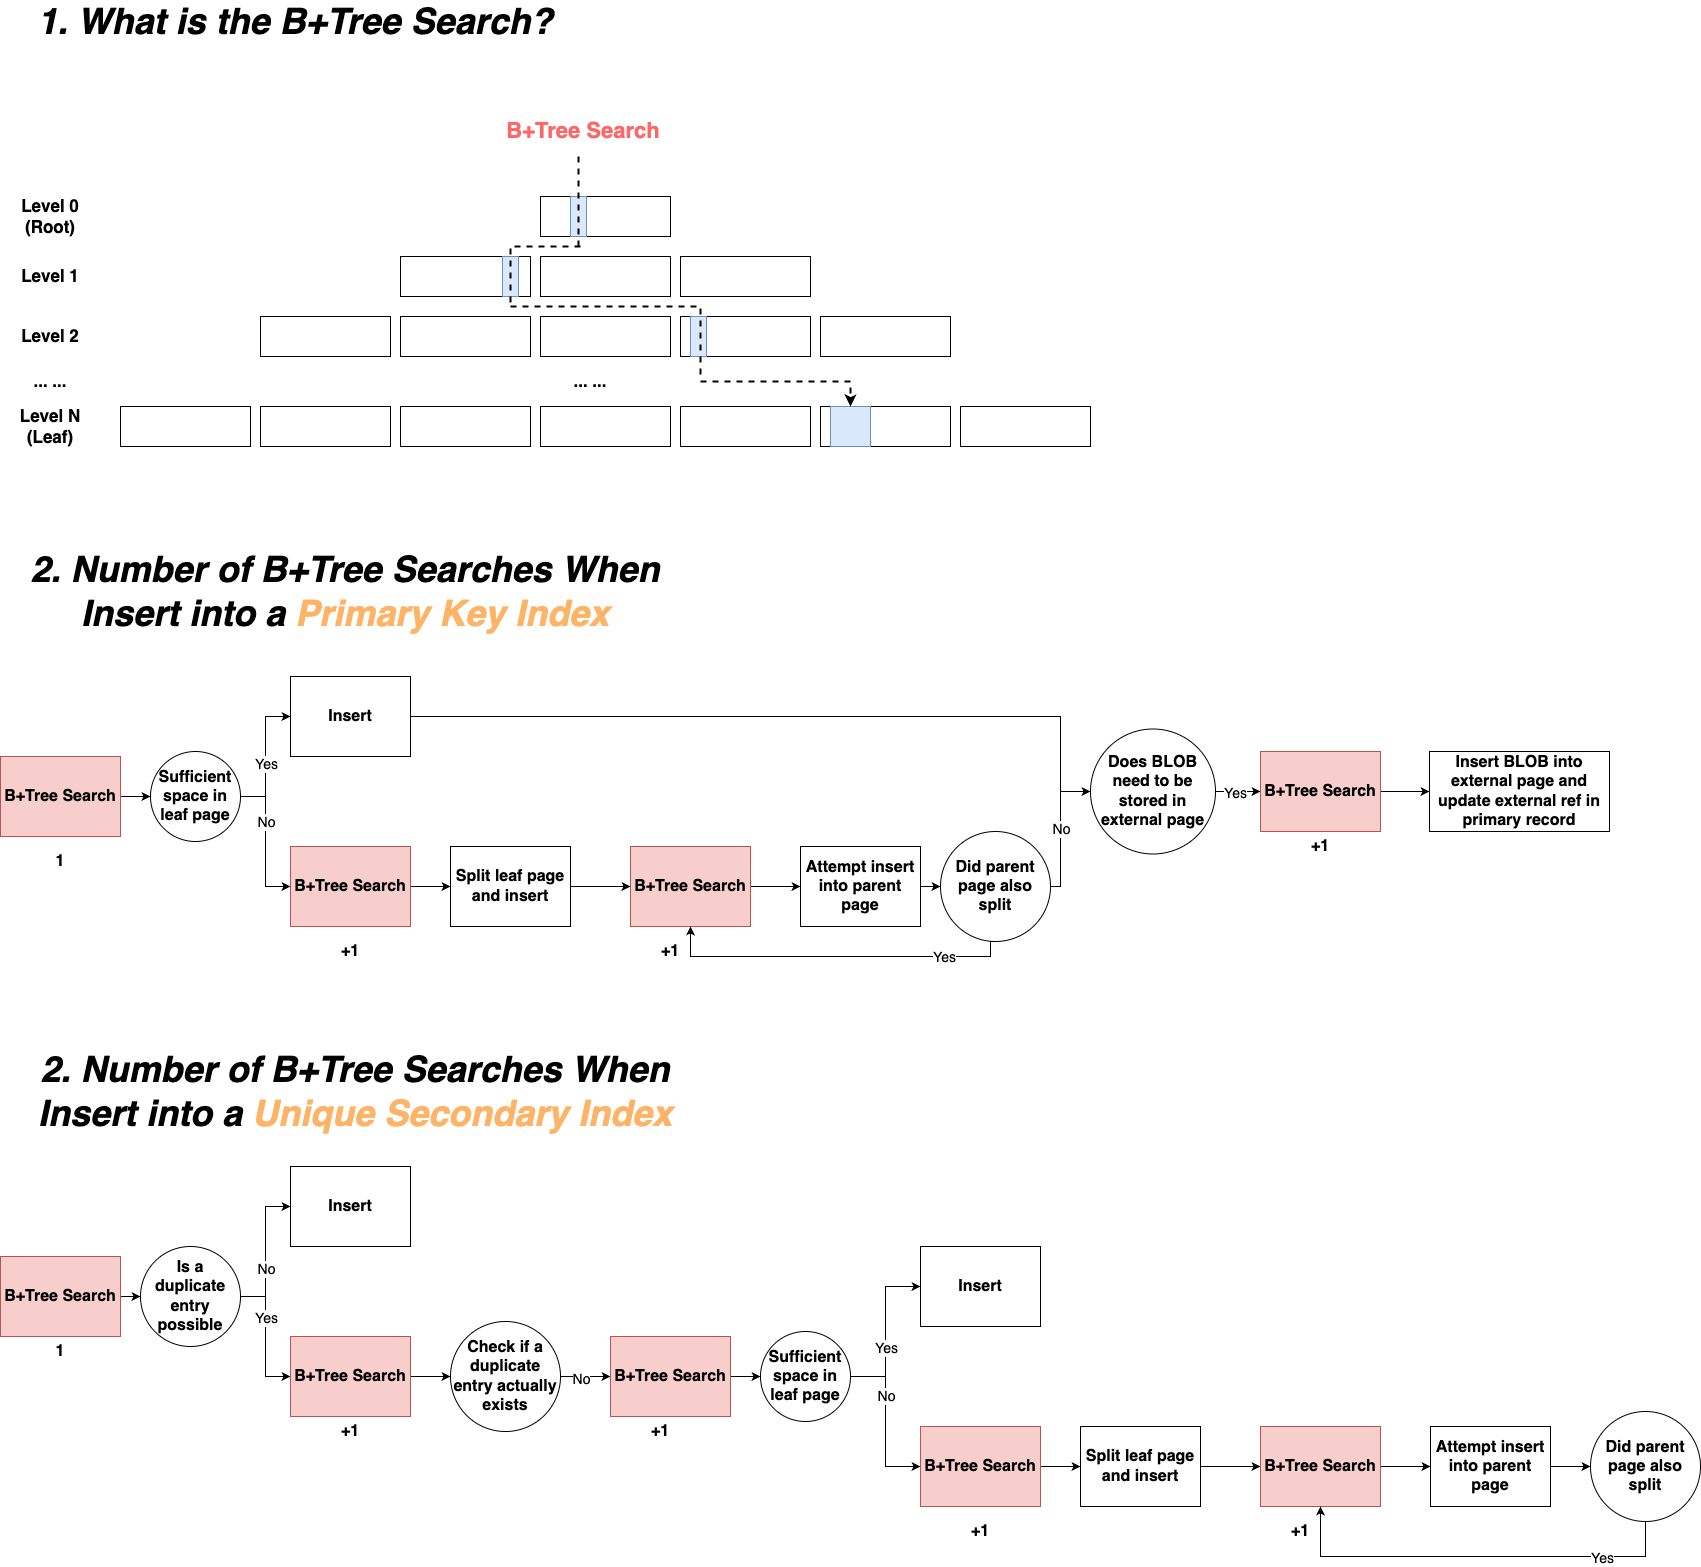 1. What is the B+Tree Search?
B+Tree Search
Level 0
(Root)
Level 1
Level 2
... ...
... ...
Level N
(Leaf)
2. Number of B+Tree Searches When
Insert into a Primary Key Index
B+Tree Search
1
Sufficient
space in
leaf page
Yes
No
Insert
B+Tree Search
+1
Split leaf page
and insert
B+Tree Search
+1
Attempt insert
into parent
page
Did parent
page also
split
Yes
No
Does BLOB
need to be
stored in
external page
Yes
B+Tree Search
+1
Insert BLOB into
external page and
update external ref in
primary record
2. Number of B+Tree Searches When
Insert into a Unique Secondary Index
B+Tree Search
1
Is a
duplicate
entry
possible
No
Yes
Insert
B+Tree Search
+1
Check if a
duplicate
entry actually
exists
No
B+Tree Search
+1
Sufficient
space in
leaf page
Yes
No
Insert
B+Tree Search
+1
Split leaf page
and insert
B+Tree Search
+1
Attempt insert
into parent
page
Did parent
page also
split
Yes